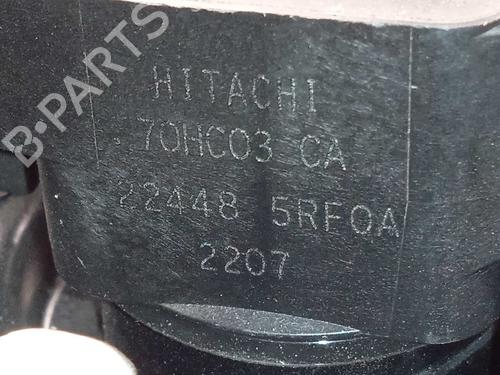 B-PARTS
HITACHI
70HC03 CA
22448 5RF0A
2207